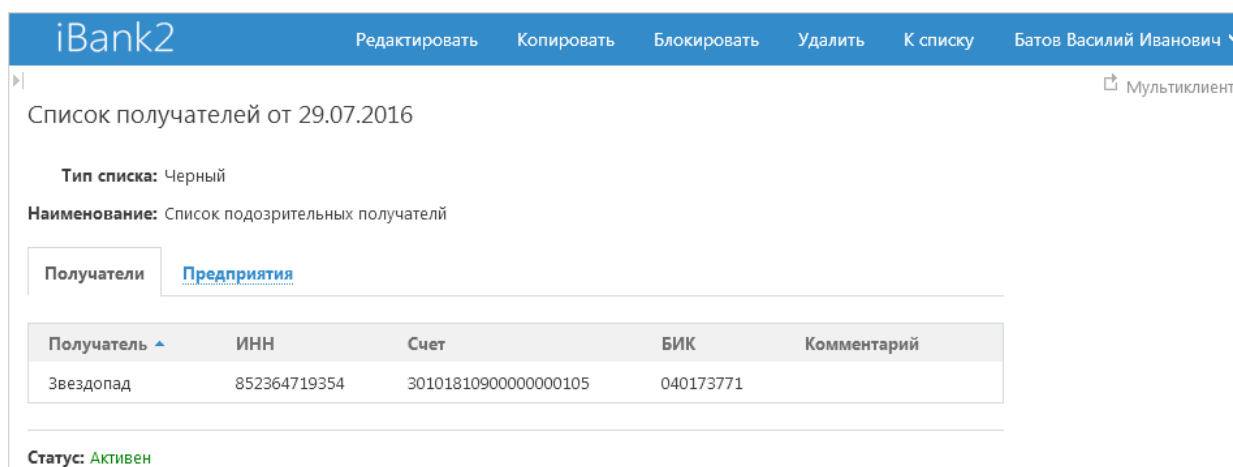 iBank2 Редактировать Копировать Блокировать Удалить К списку Батов Василий Иванович
Мультиклиент
Список получателей от 29.07.2016
Тип списка: Черный
Наименование: Список подозрительных получателй
Получатели Предприятия
Получатель ИНН Счет БИК Комментарий
Звездопад 852364719354 30101810900000000105 040173771
Статус: Активен